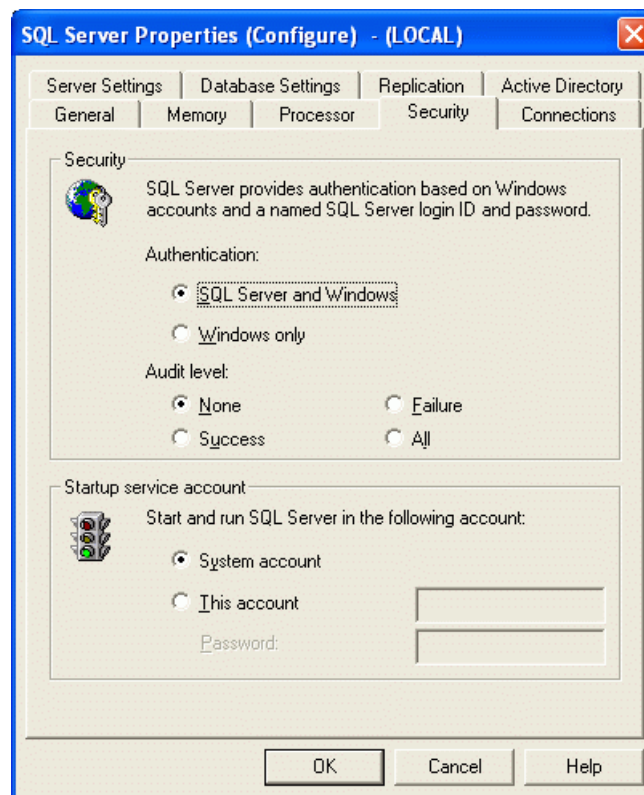 SQL Server Properties (Configure) - (LOCAL)
Server Settings Database Settings Replication Active Directory
General Memory Processor Security Connections
Security
SQL Server provides authentication based on Windows
accounts and a named SQL Server login ID and password.
Authentication:
SQL Server and Windows
Windows only
Audit level:
None Failure
Success All
Startup service account
Start and run SQL Server in the following account:
System account
This account
Password:
OK Cancel Help